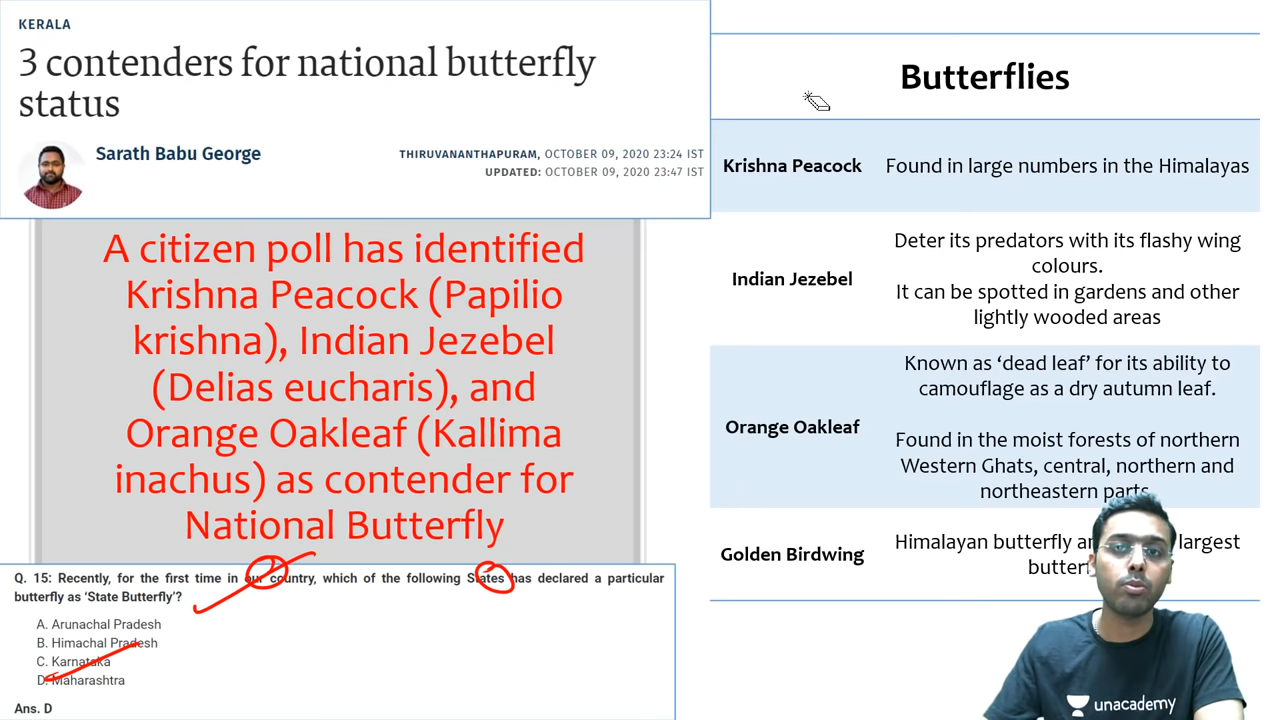 KERALA
3 contenders for national butterfly
status
Sarath Babu George
THIRUVANANTHAPURAM, OCTOBER 09, 2020 23:24 IST
UPDATED: OCTOBER 09, 2020 23:47 IST
A citizen poll has identified
Krishna Peacock (Papilio
krishna), Indian Jezebel
(Delias eucharis), and
Orange Oakleaf (Kallima
inachus) as contender for
National Butterfly
Q. 15: Recently, for the first time in our country, which of the following States has declared a particular
butterfly as ‘State Butterfly’?
A. Arunachal Pradesh
B. Himachal Pradesh
C. Karnataka
D. Maharashtra
Ans. D
Butterflies
Krishna Peacock
Found in large numbers in the Himalayas
Indian Jezebel
Deter its predators with its flashy wing
colours.
It can be spotted in gardens and other
lightly wooded areas
Orange Oakleaf
Known as ‘dead leaf’ for its ability to
camouflage as a dry autumn leaf.
Found in the moist forests of northern
Western Ghats, central, northern and
northeastern parts
Golden Birdwing
Himalayan butterfly largest
unacademy